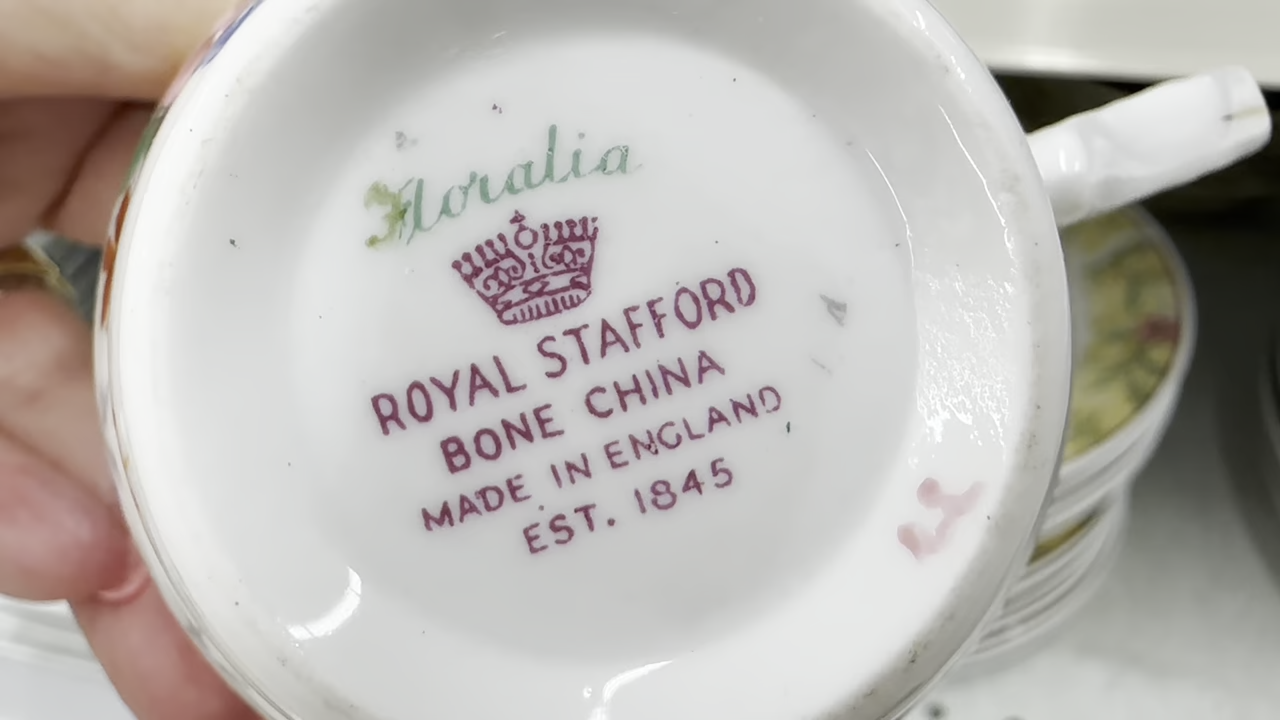 Floralia
ROYAL STAFFORD
BONE CHINA
MADE IN ENGLAND
EST. 1845